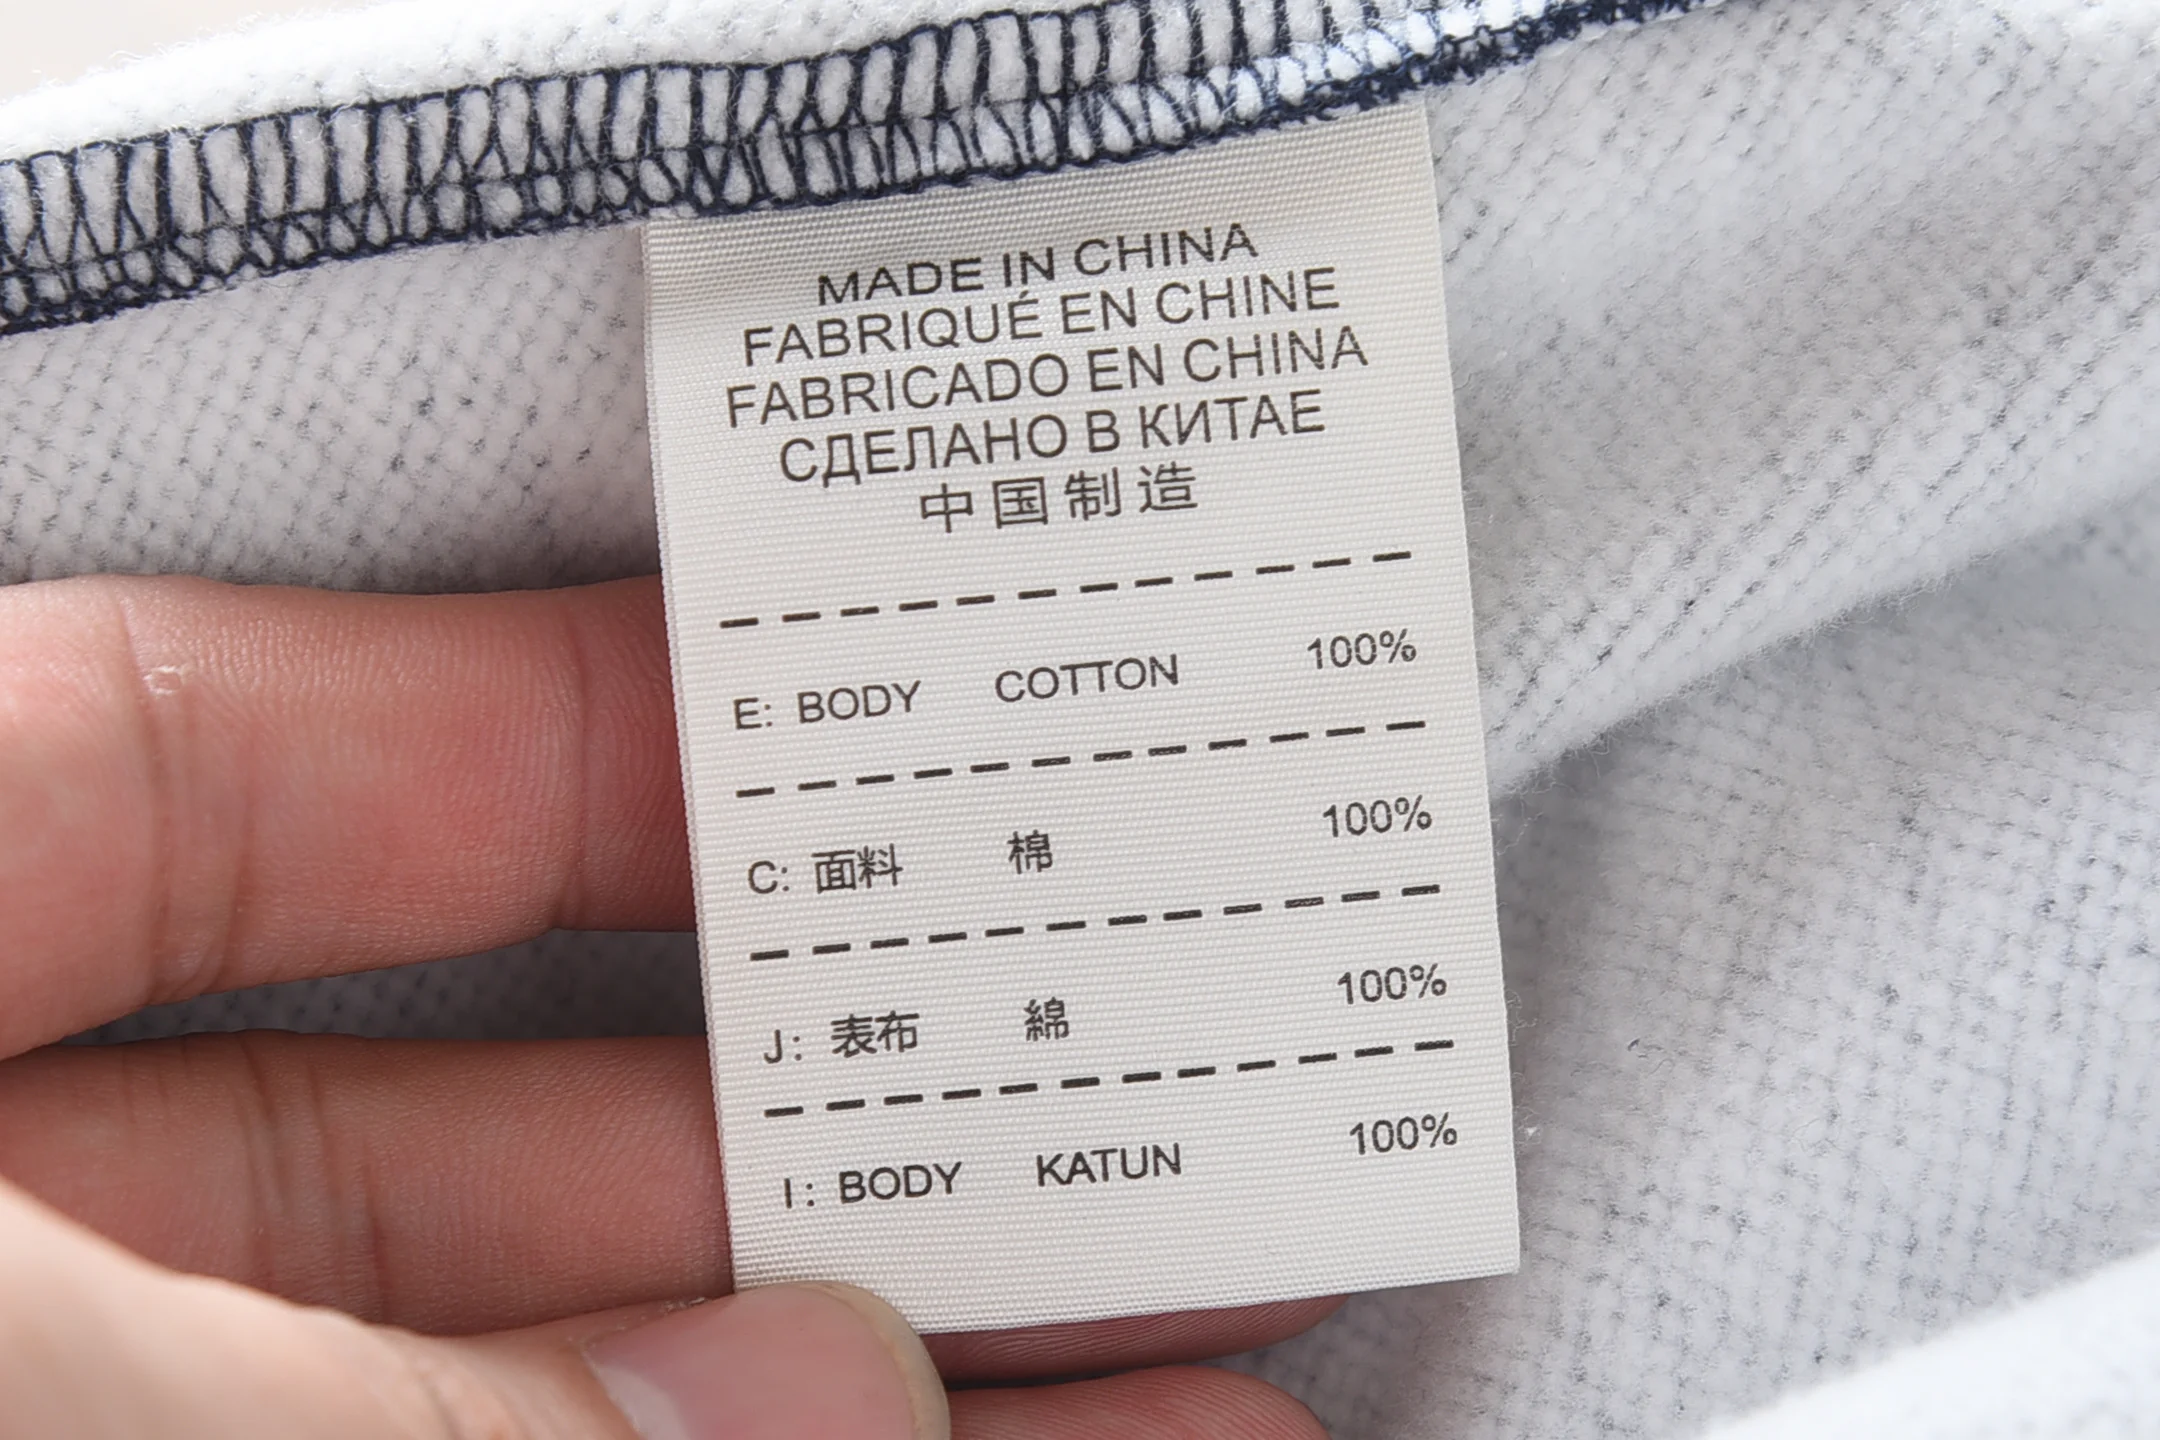 MADE IN CHINA
FABRIQUÉ EN CHINE
FABRICADO EN CHINA
СДЕЛАНО В КИТАЕ
中国制造
E: BODY COTTON 100%
C: 面料 棉 100%
J: 表布 綿 100%
I: BODY KATUN 100%